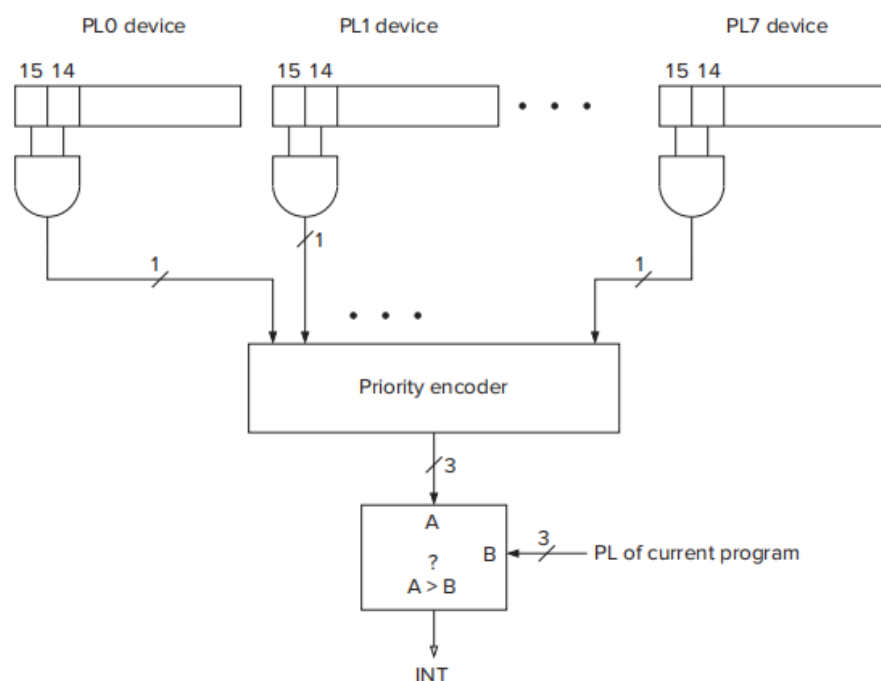 PL0 device
PL1 device
PL7 device
15 14
15 14
15 14
1
1
1
Priority encoder
3
A
?
A > B
B
3
PL of current program
INT